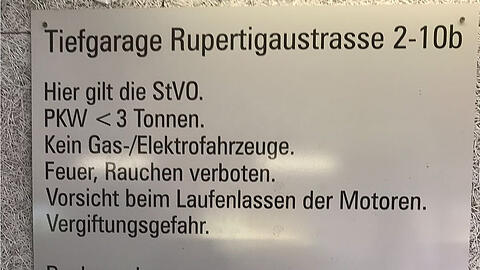 Tiefgarage Rupertigaustrasse 2-10b
Hier gilt die StVO.
PKW < 3 Tonnen.
Kein Gas-/Elektrofahrzeuge.
Feuer, Rauchen verboten.
Vorsicht beim Laufenlassen der Motoren.
Vergiftungsgefahr.